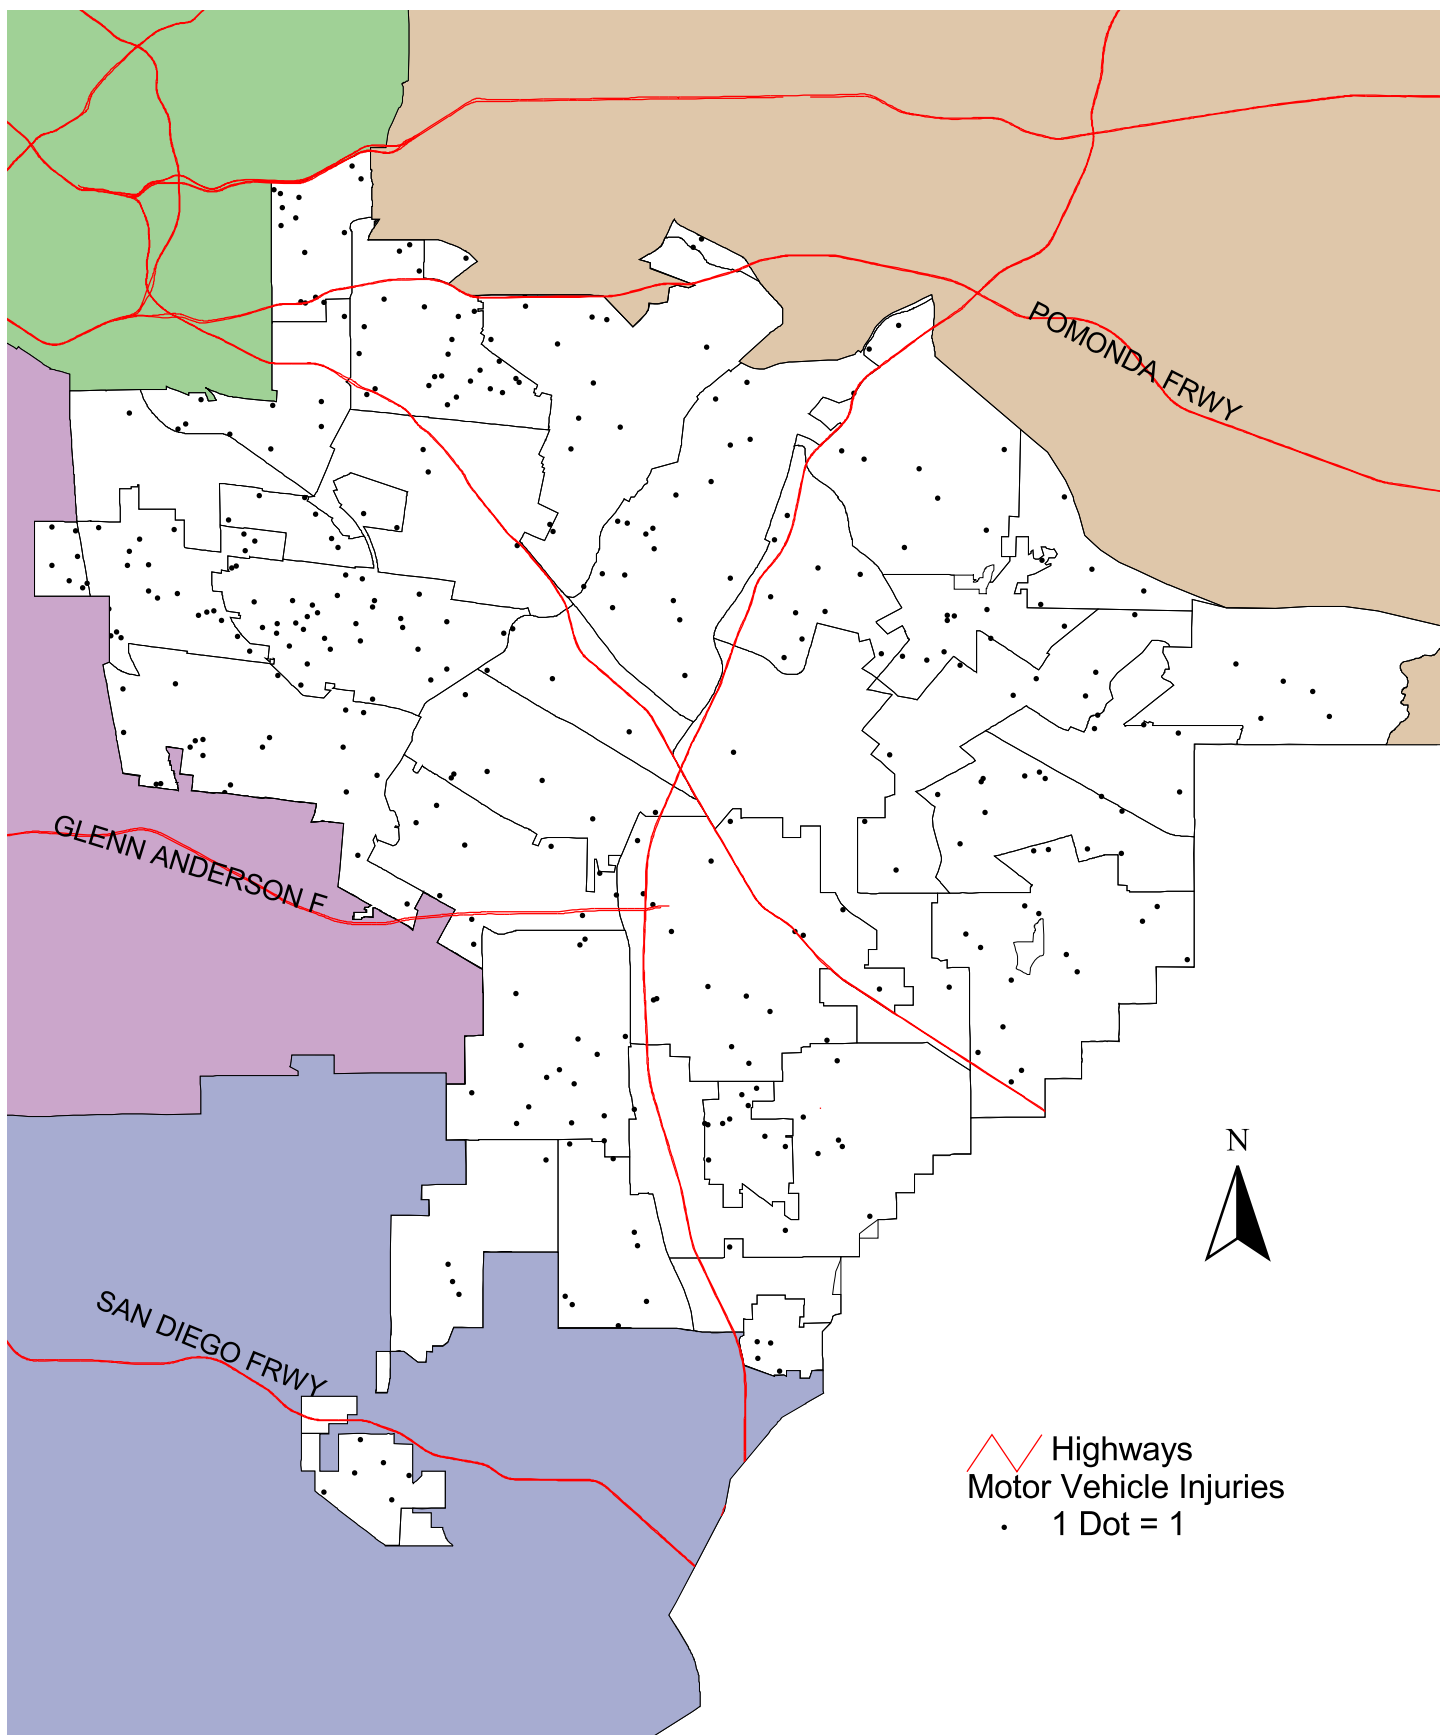 POMONDA FRWY
GLENN ANDERSON F
N
SAN DIEGO FRWY
Highways
Motor Vehicle Injuries
1 Dot = 1